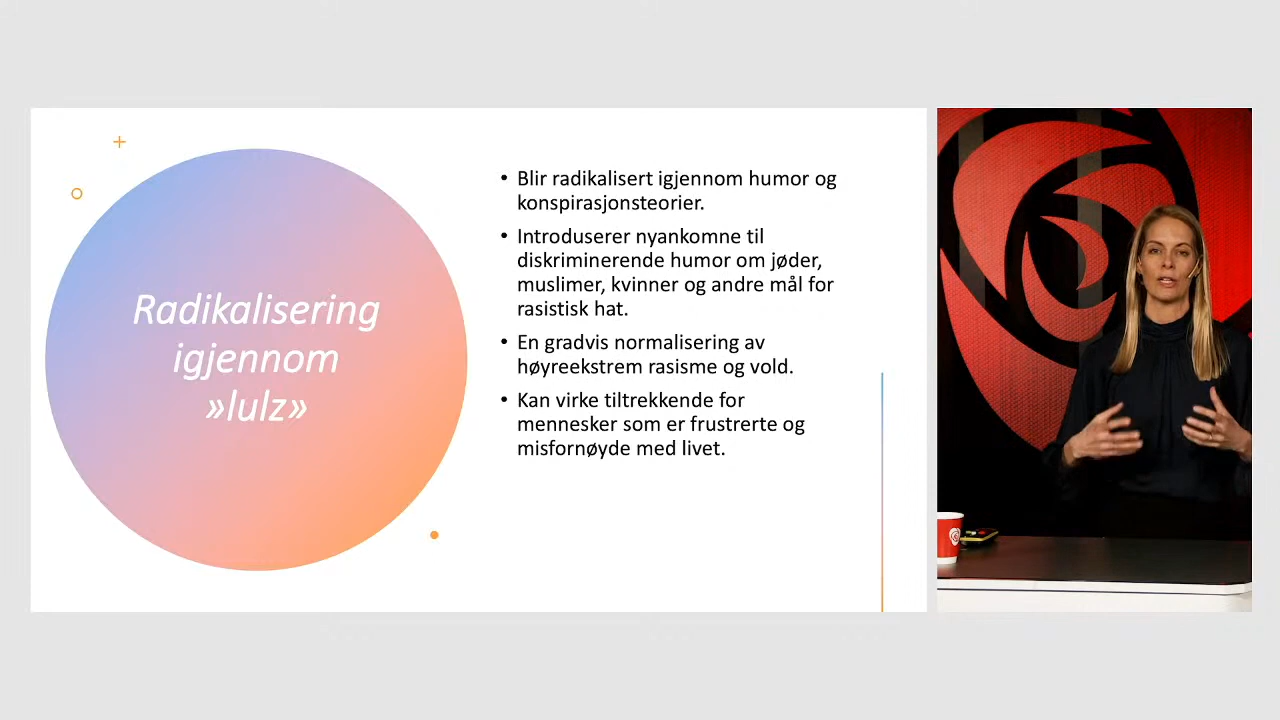 Radikalisering
igjennom
»lulz»
• Blir radikalisert igjennom humor og
konspirasjonsteorier.
• Introduserer nyankomne til
diskriminerende humor om jøder,
muslimer, kvinner og andre mål for
rasistisk hat.
• En gradvis normalisering av
høyreekstrem rasisme og vold.
• Kan virke tiltrekkende for
mennesker som er frustrerte og
misfornøyde med livet.